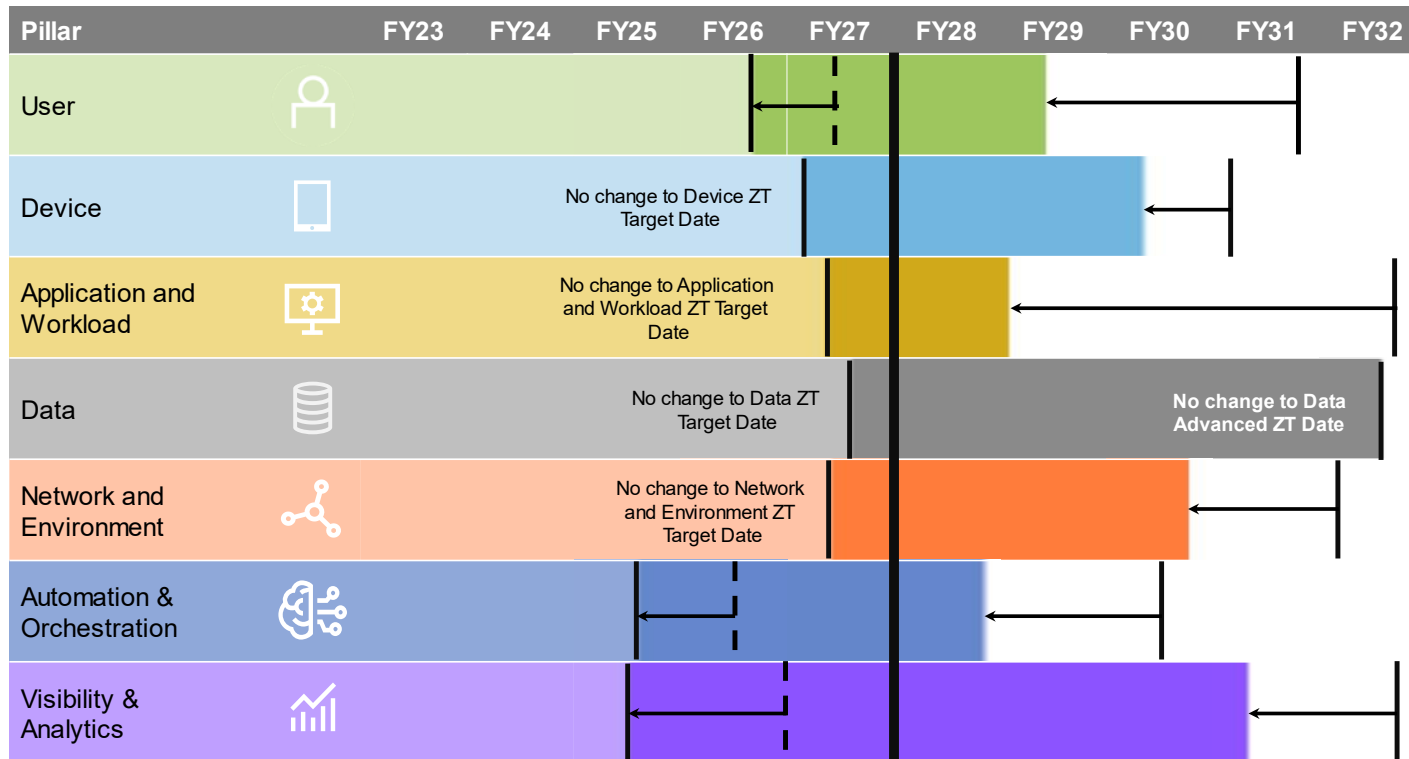 Pillar FY23 FY24 FY25 FY26 FY27 FY28 FY29 FY30 FY31 FY32
User
Device
No change to Device ZT
Target Date
Application and
Workload
No change to Application
and Workload ZT Target
Date
Data
No change to Data ZT
Target Date
No change to Data
Advanced ZT Date
Network and
Environment
No change to Network
and Environment ZT
Target Date
Automation &
Orchestration
Visibility &
Analytics